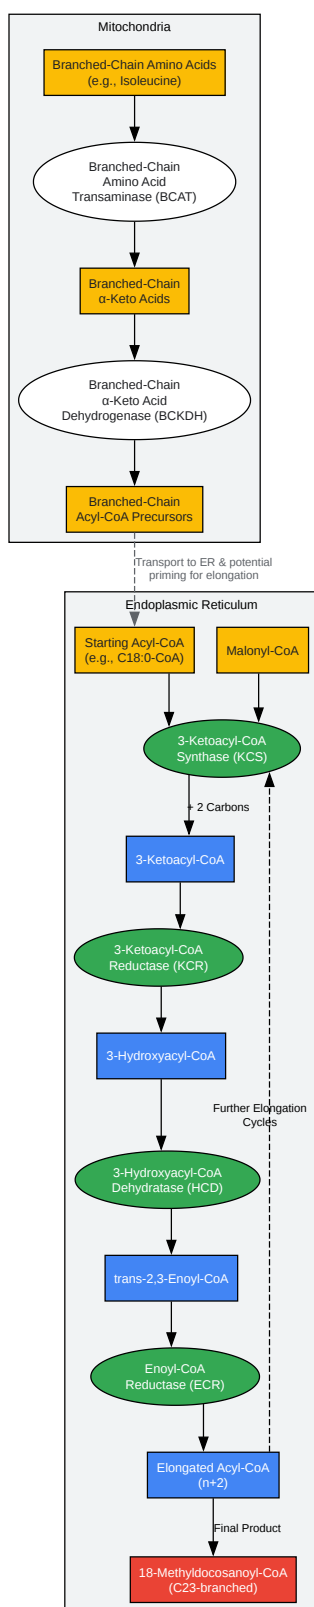 Mitochondria
Branched-Chain Amino Acids
(e.g., Isoleucine)
Branched-Chain
Amino Acid
Transaminase (BCAT)
Branched-Chain
α-Keto Acids
Branched-Chain
α-Keto Acid
Dehydrogenase (BCKDH)
Branched-Chain
Acyl-CoA Precursors
Transport to ER & potential
priming for elongation
Endoplasmic Reticulum
Starting Acyl-CoA
(e.g., C18:0-CoA)
Malonyl-CoA
3-Ketoacyl-CoA
Synthase (KCS)
+ 2 Carbons
3-Ketoacyl-CoA
3-Ketoacyl-CoA
Reductase (KCR)
3-Hydroxyacyl-CoA
Further Elongation
Cycles
3-Hydroxyacyl-CoA
Dehydratase (HCD)
trans-2,3-Enoyl-CoA
Enoyl-CoA
Reductase (ECR)
Elongated Acyl-CoA
(n+2)
Final Product
18-Methyldocosanoyl-CoA
(C23-branched)